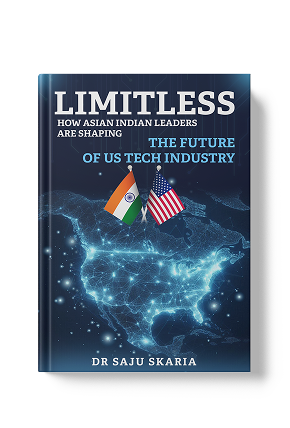 LIMITLESS
HOW ASIAN INDIAN LEADERS
ARE SHAPING
THE FUTURE
OF US TECH INDUSTRY
DR SAJU SKARIA